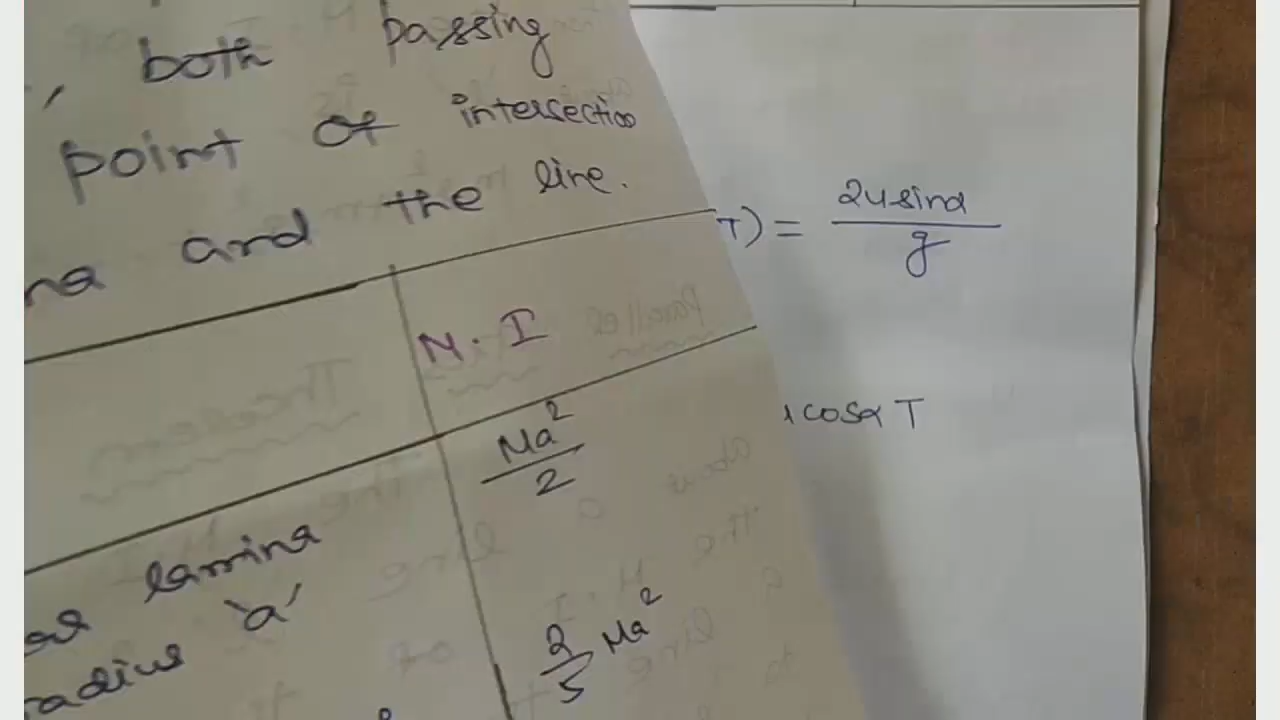 , both passing
point of intersection
and the line.
M.I
Ma²/2
lamina
radius 'a'
2/5 Ma²
T) = 2u sinα / g
cosα T